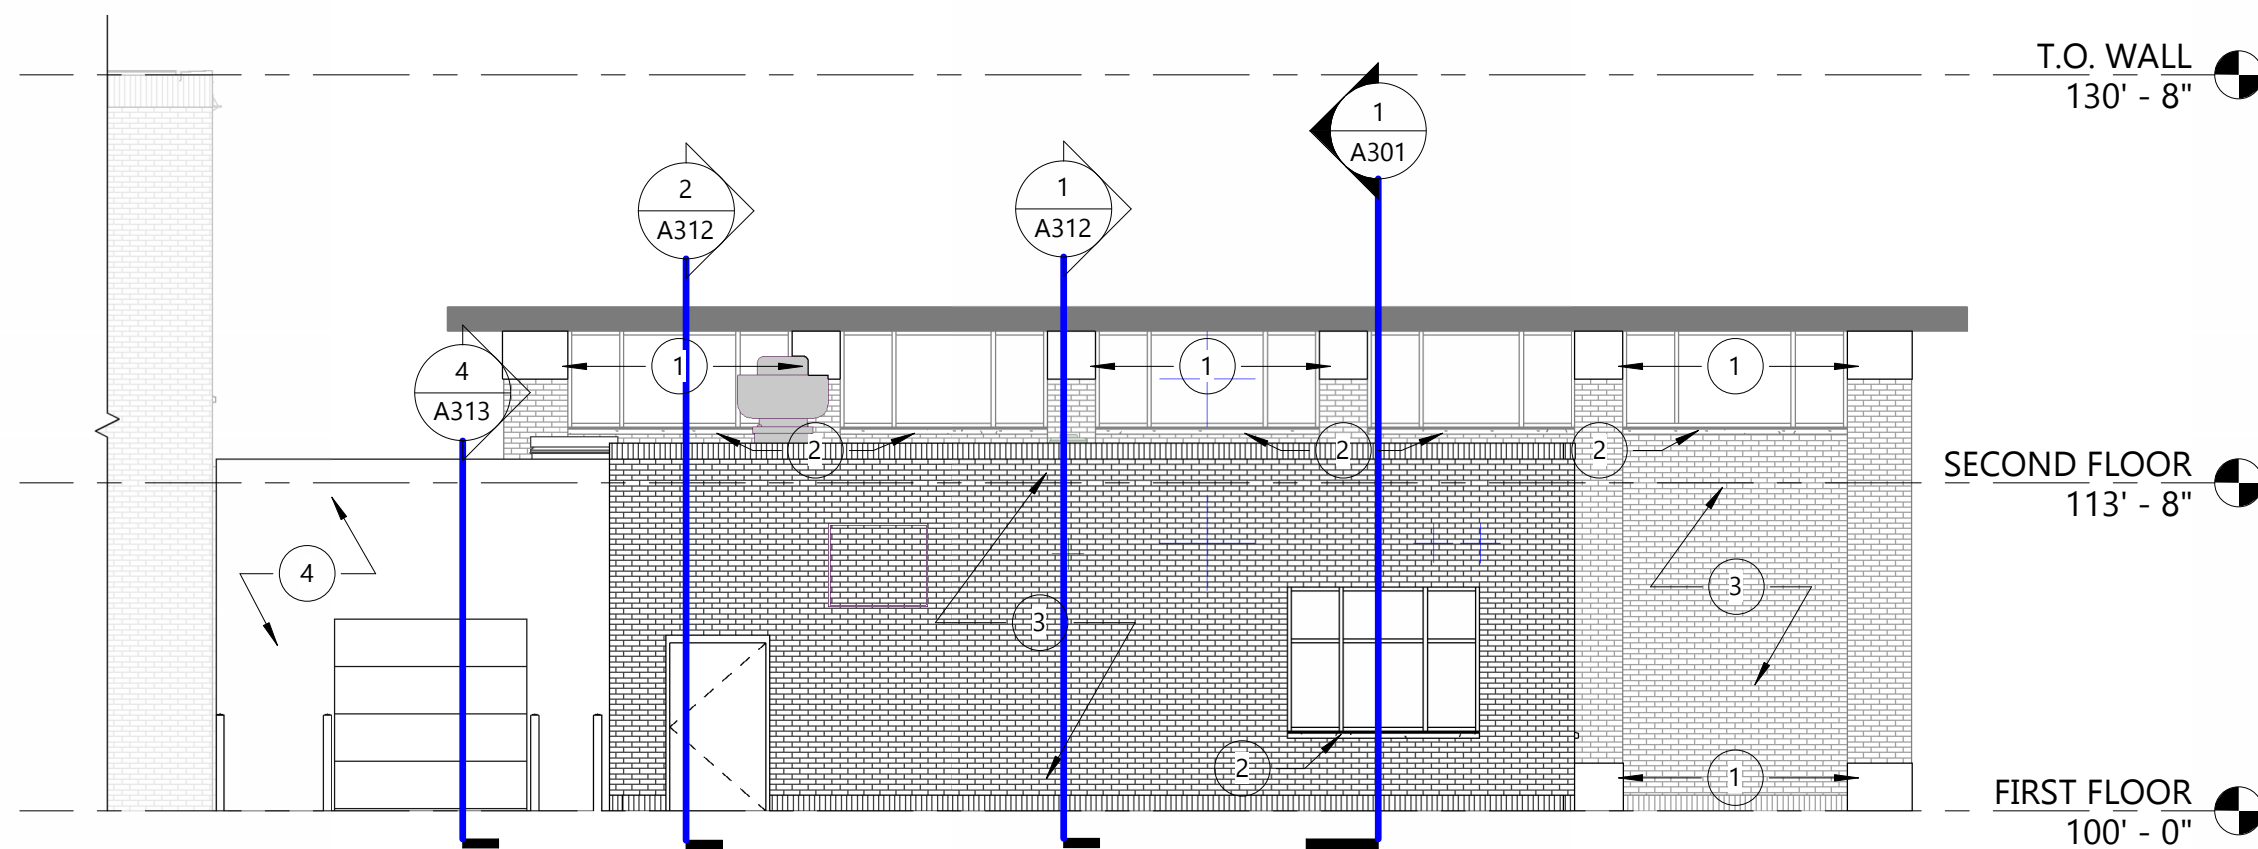 T.O. WALL
130' - 8"
1
A301
2
A312
1
A312
4
A313
1
1
1
2
2
2
SECOND FLOOR
113' - 8"
4
3
3
2
1
FIRST FLOOR
100' - 0"